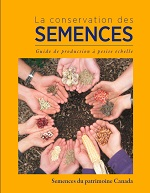 La conservation des
SEMENCES
Guide de production à petite échelle
Semences du patrimoine Canada